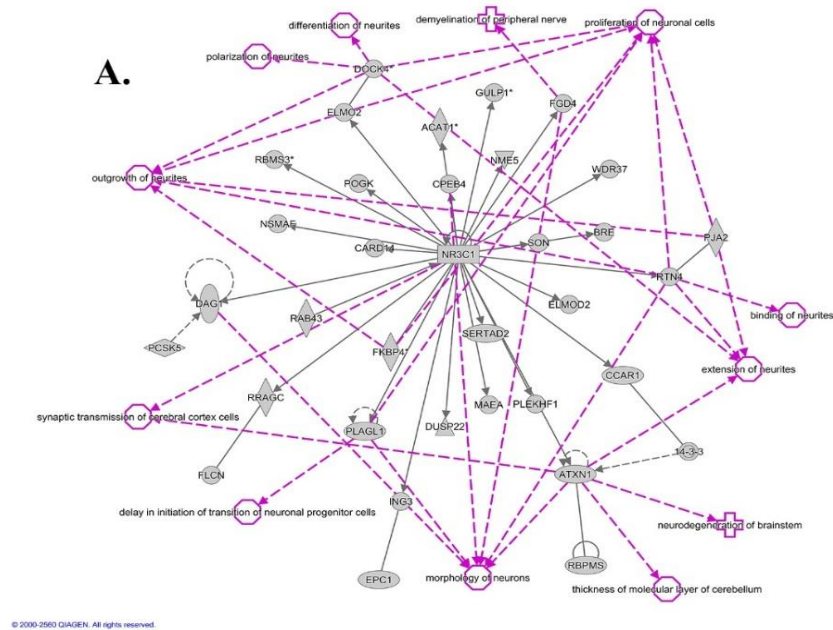 differentiation of neurites
demyelination of peripheral nerve
proliferation of neuronal cells
polarization of neurites
A.
DOCK4*
GULP1*
FGD4
ELMO2
ACAT1*
RBMS3*
NME5
WDR37
outgrowth of neurites
POGK
CPEB4
NSMAF
CARD14
SON
BRE
PJA2
NR3C1
RTN4
DAG1
RAB43
ELMOD2
binding of neurites
PCSK5
FKBP4*
SERTAD2
extension of neurites
CCAR1
RRAGC
MAEA
PLEKHF1
synaptic transmission of cerebral cortex cells
PLAGL1
DUSP22
14-3-3
FLCN
ATXN1
ING3
delay in initiation of transition of neuronal progenitor cells
neurodegeneration of brainstem
EPC1
morphology of neurons
RBPMS
thickness of molecular layer of cerebellum
© 2000-2560 QIAGEN. All rights reserved.